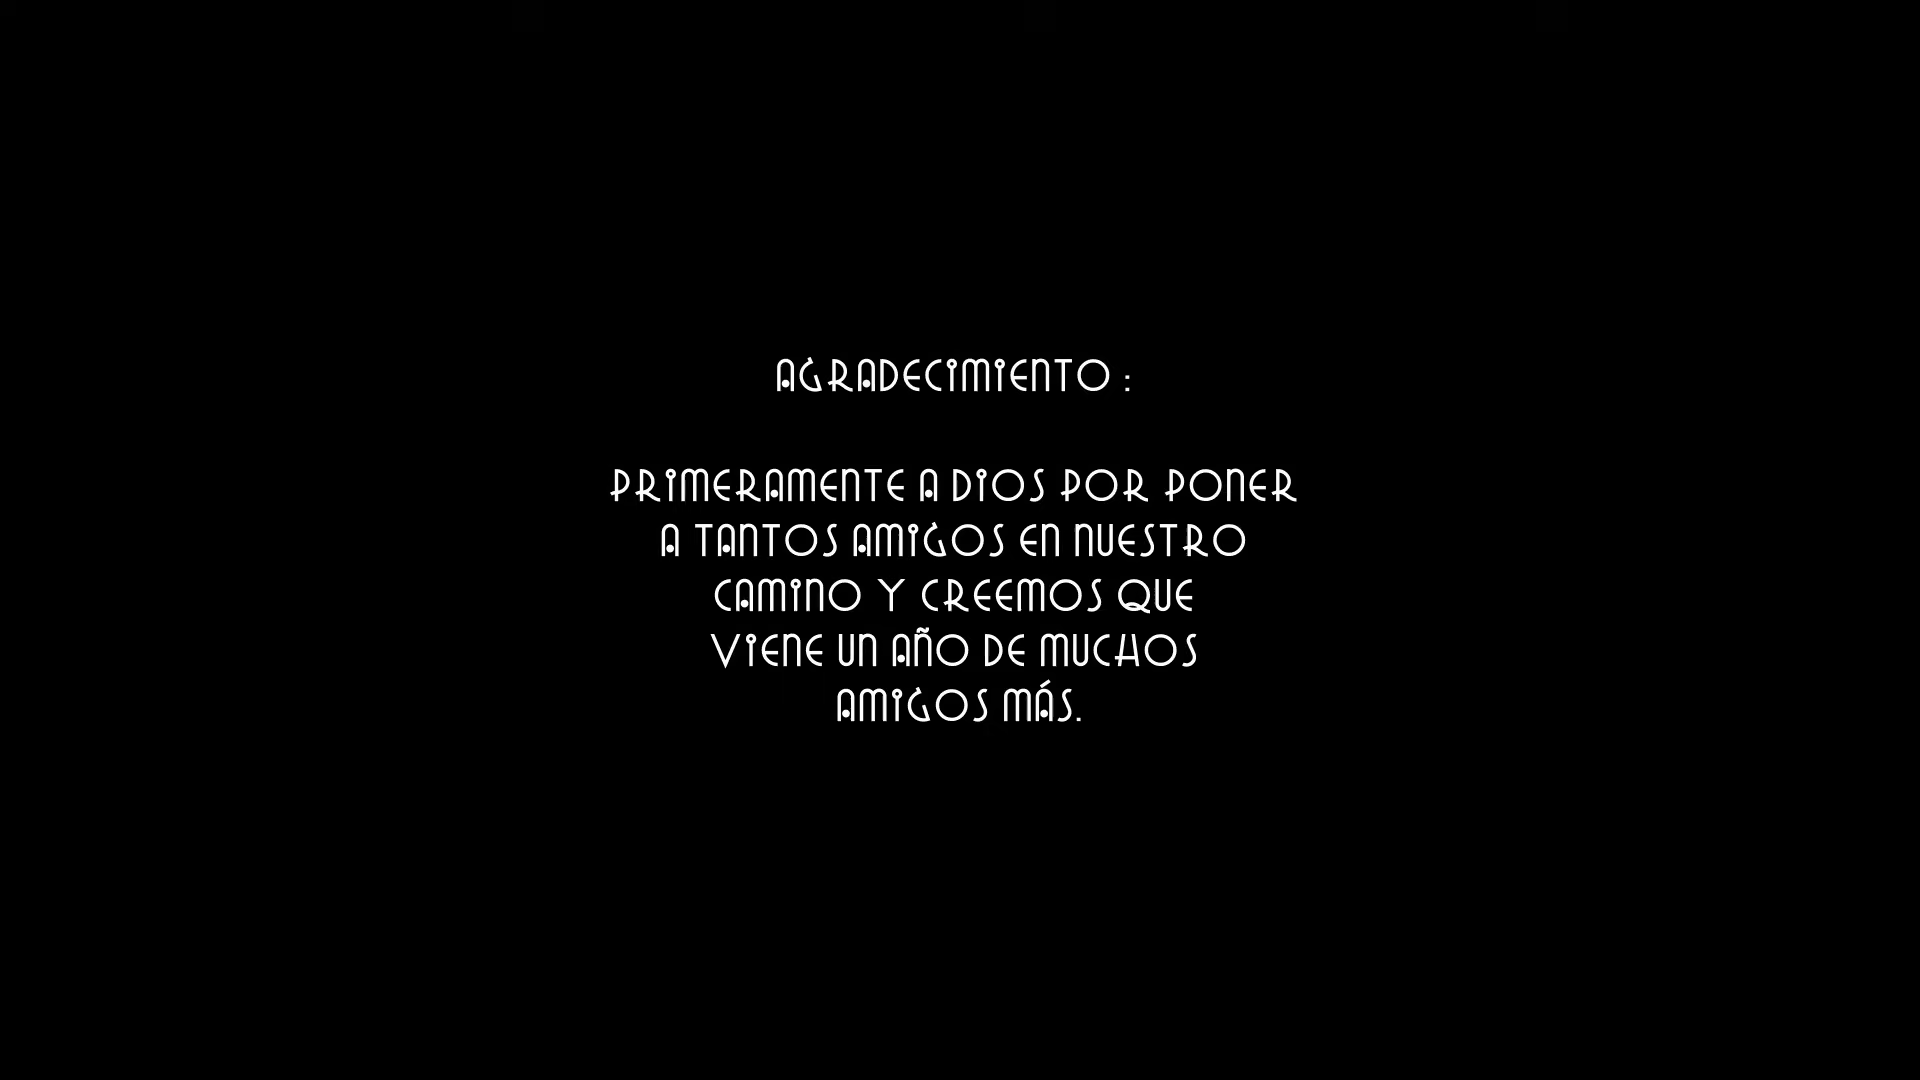 AGRADECIMIENTO :
PRIMERAMENTE A DIOS POR PONER
A TANTOS AMIGOS EN NUESTRO
CAMINO Y CREEMOS QUE
VIENE UN AÑO DE MUCHOS
AMIGOS MÁS.